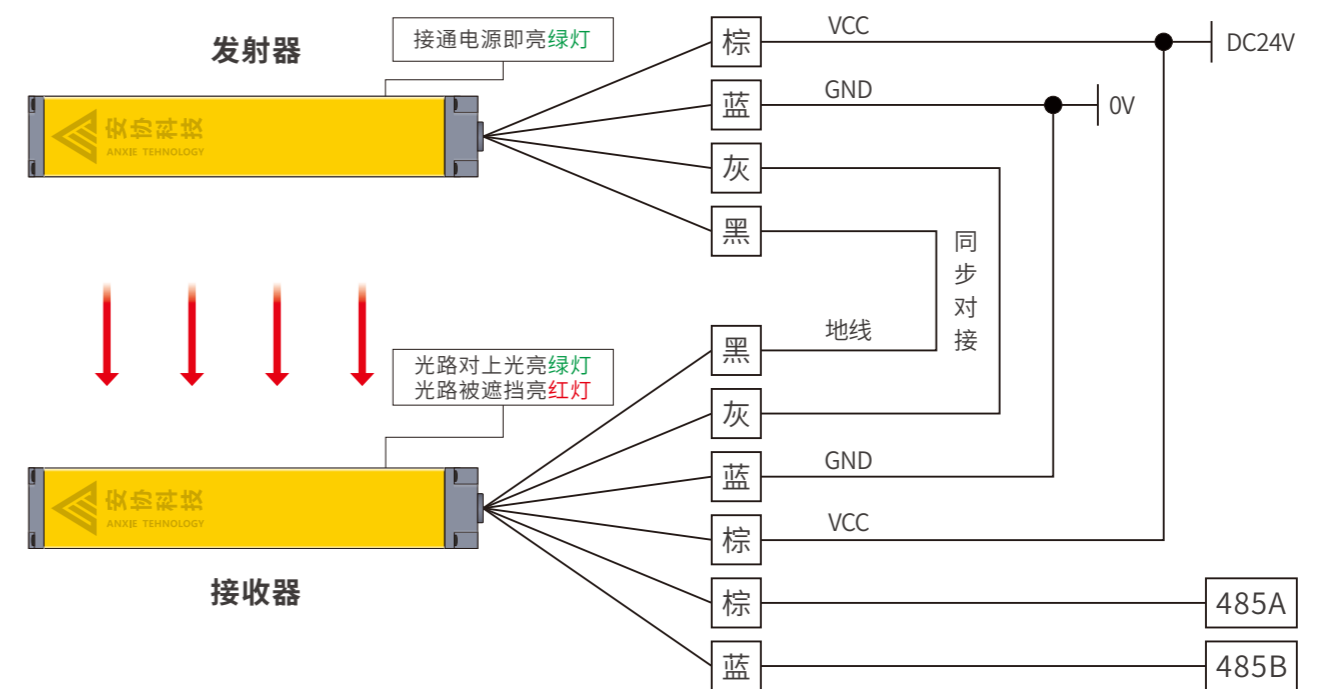 发射器
接通电源即亮绿灯
安协科技
ANXIE TEHNOLOGY
棕
VCC
DC24V
蓝
GND
0V
灰
黑
同步对接
黑
地线
光路对上光亮绿灯
光路被遮挡亮红灯
灰
蓝
GND
安协科技
ANXIE TEHNOLOGY
棕
VCC
接收器
棕
485A
蓝
485B